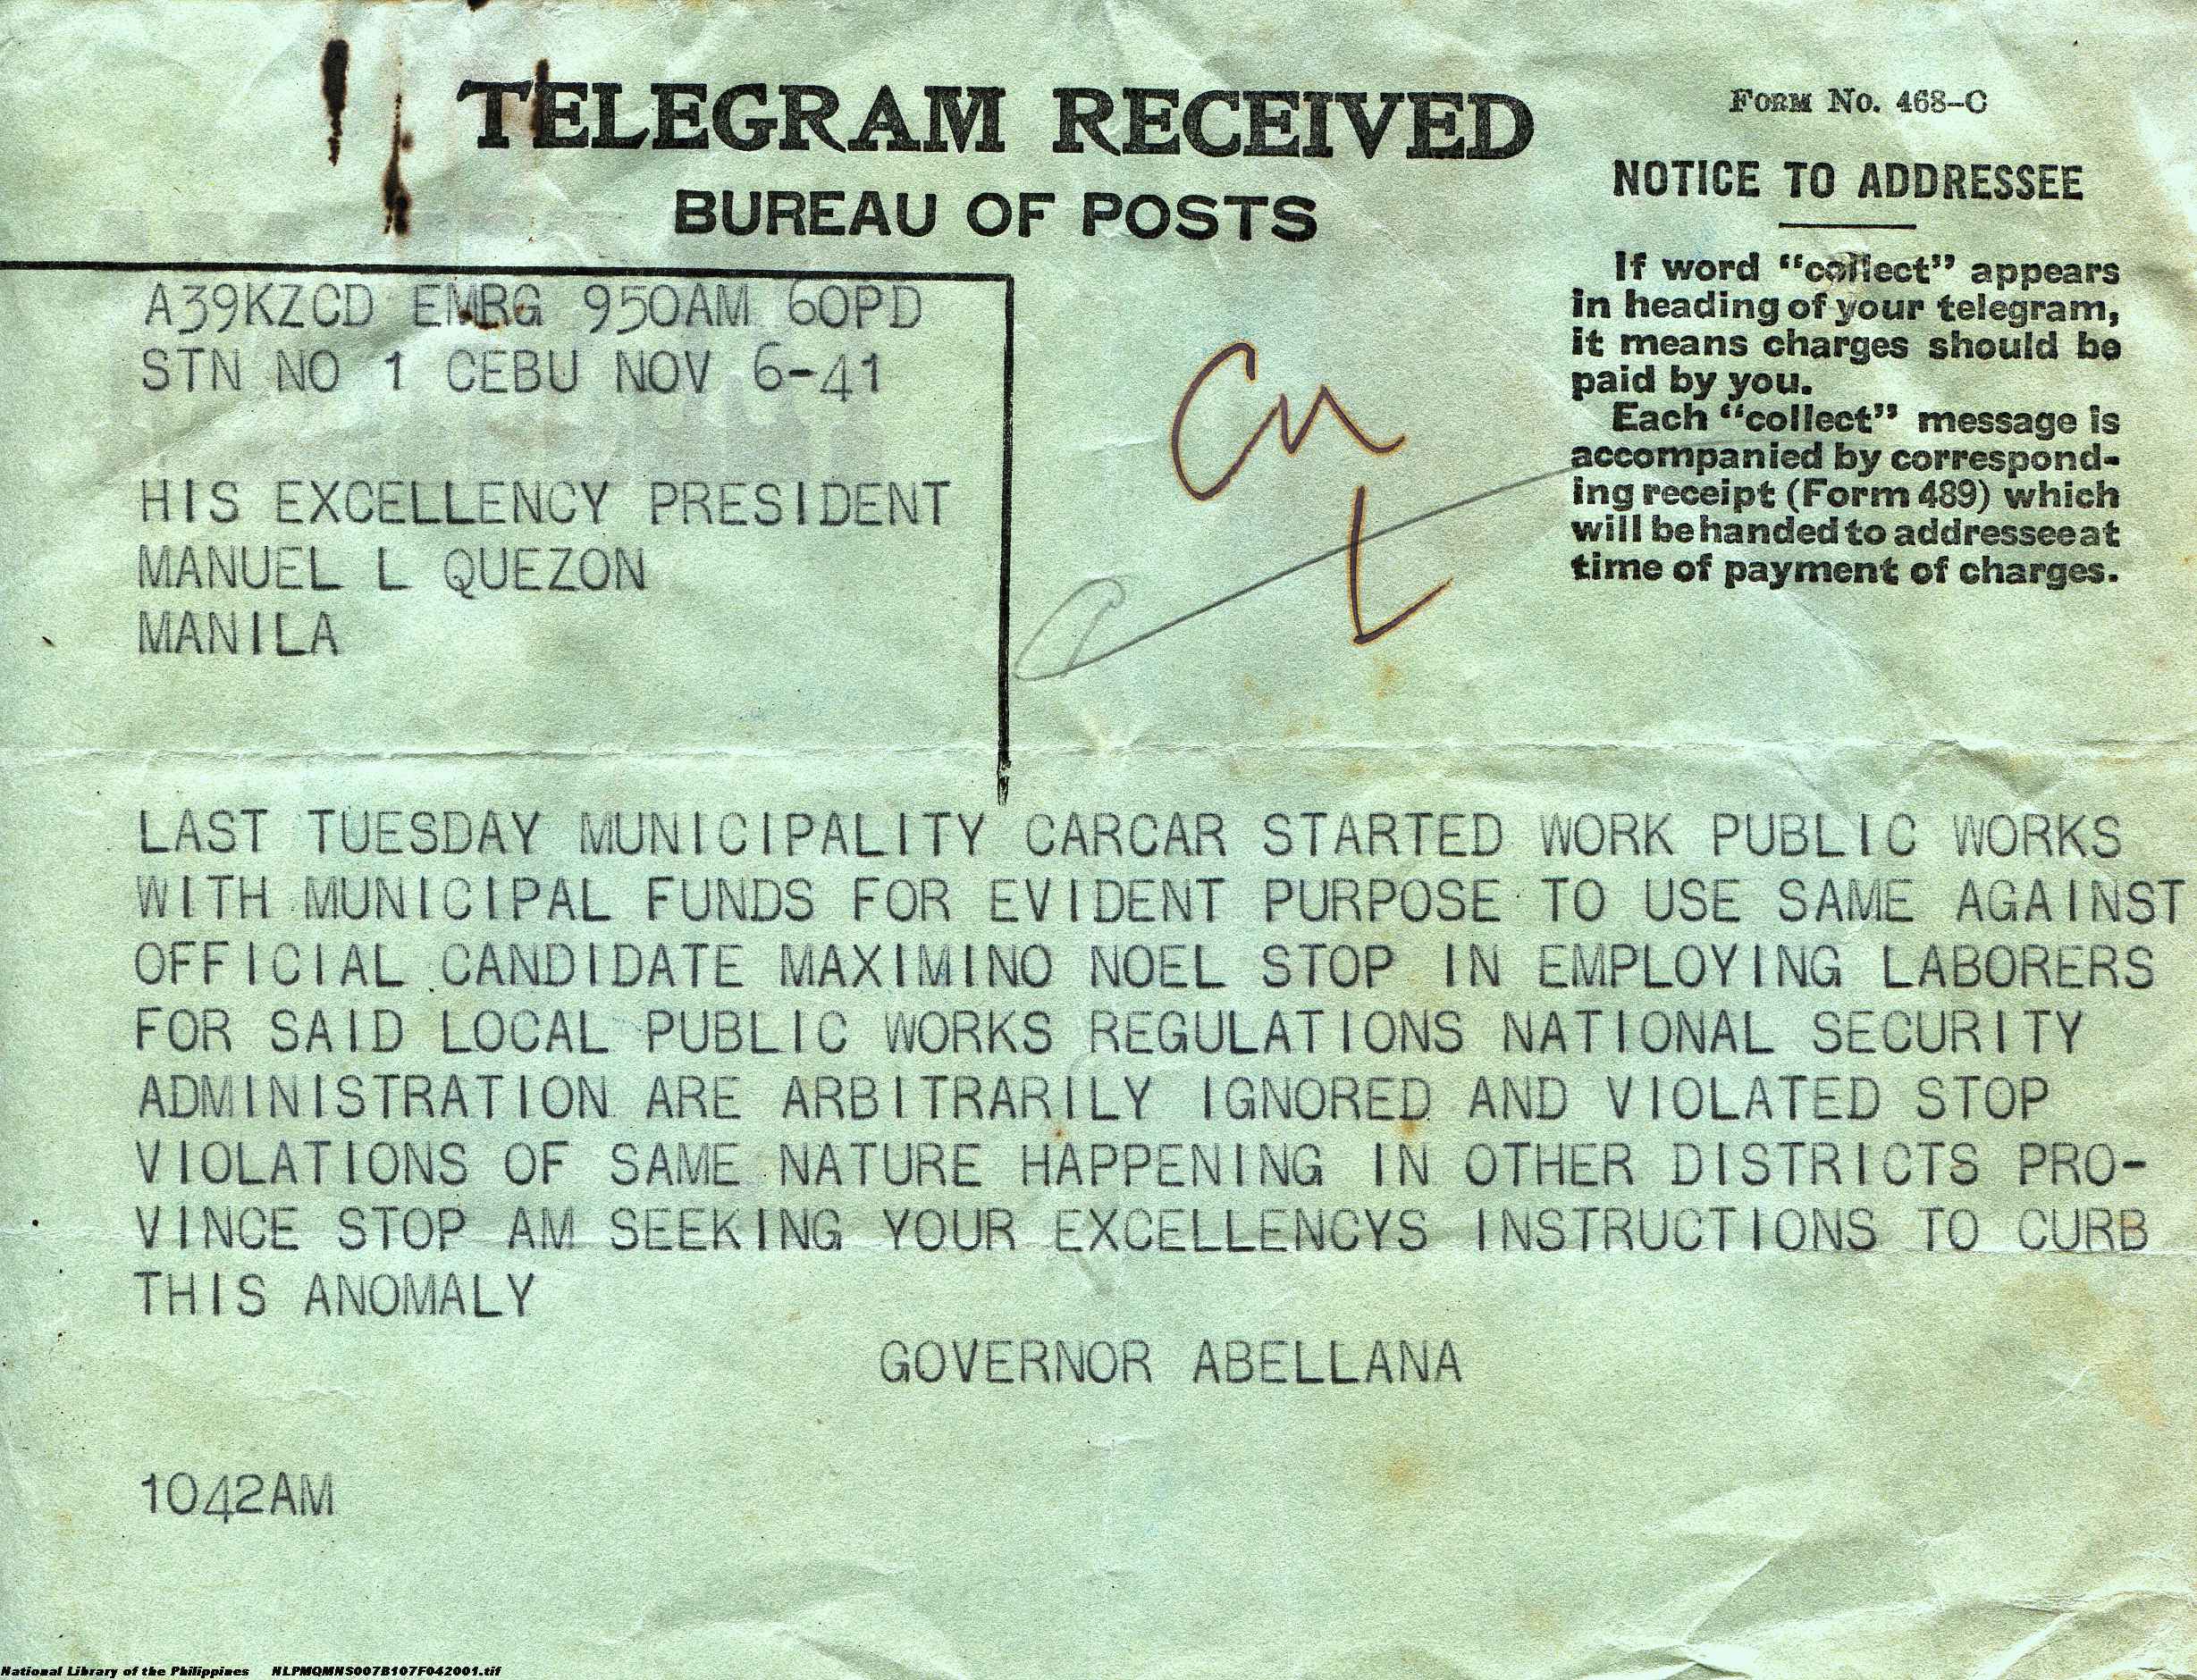 TELEGRAM RECEIVED
BUREAU OF POSTS
FORM No. 468-C
NOTICE TO ADDRESSEE
If word “collect” appears
in heading of your telegram,
it means charges should be
paid by you.
Each “collect” message is
accompanied by correspond-
ing receipt (Form 489) which
will be handed to addressee at
time of payment of charges.
A39KZCD EMRG 950AM 60PD
STN NO 1 CEBU NOV 6-41
HIS EXCELLENCY PRESIDENT
MANUEL L QUEZON
MANILA
LAST TUESDAY MUNICIPALITY CARCAR STARTED WORK PUBLIC WORKS
WITH MUNICIPAL FUNDS FOR EVIDENT PURPOSE TO USE SAME AGAINST
OFFICIAL CANDIDATE MAXIMINO NOEL STOP IN EMPLOYING LABORERS
FOR SAID LOCAL PUBLIC WORKS REGULATIONS NATIONAL SECURITY
ADMINISTRATION ARE ARBITRARILY IGNORED AND VIOLATED STOP
VIOLATIONS OF SAME NATURE HAPPENING IN OTHER DISTRICTS PRO-
VINCE STOP AM SEEKING YOUR EXCELLENCYS INSTRUCTIONS TO CURB
THIS ANOMALY
GOVERNOR ABELLANA
1042AM
National Library of the Philippines NLPMQMNS007B107F042001.tif